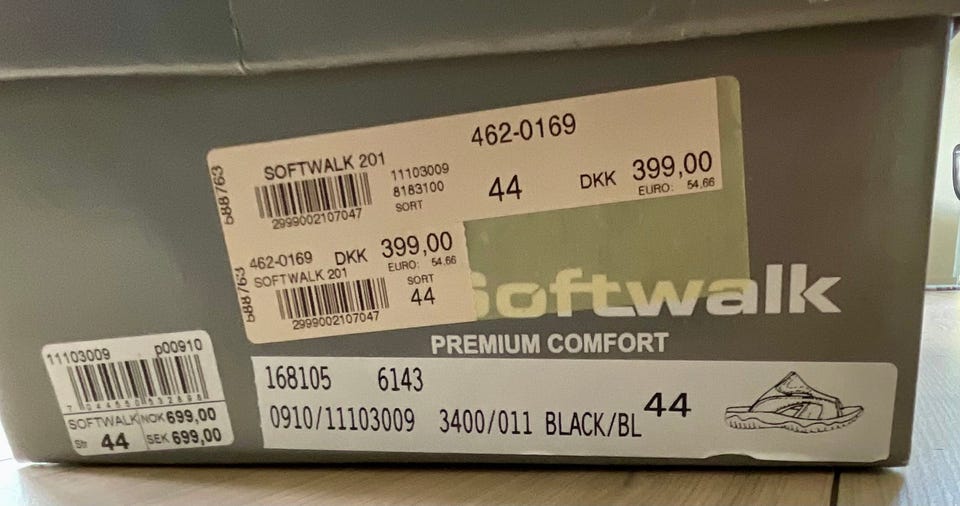 588763
SOFTWALK 201
11103009
8183100
SORT
2999002107047
462-0169
44
DKK 399,00
EURO: 54,66
588763
462-0169 DKK 399,00
EURO: 54,66
SOFTWALK 201
SORT
44
2999002107047
Softwalk
PREMIUM COMFORT
11103009 p00910
SOFTWALK NOK 699,00
Str 44 SEK 699,00
168105 6143
0910/11103009 3400/011 BLACK/BL 44